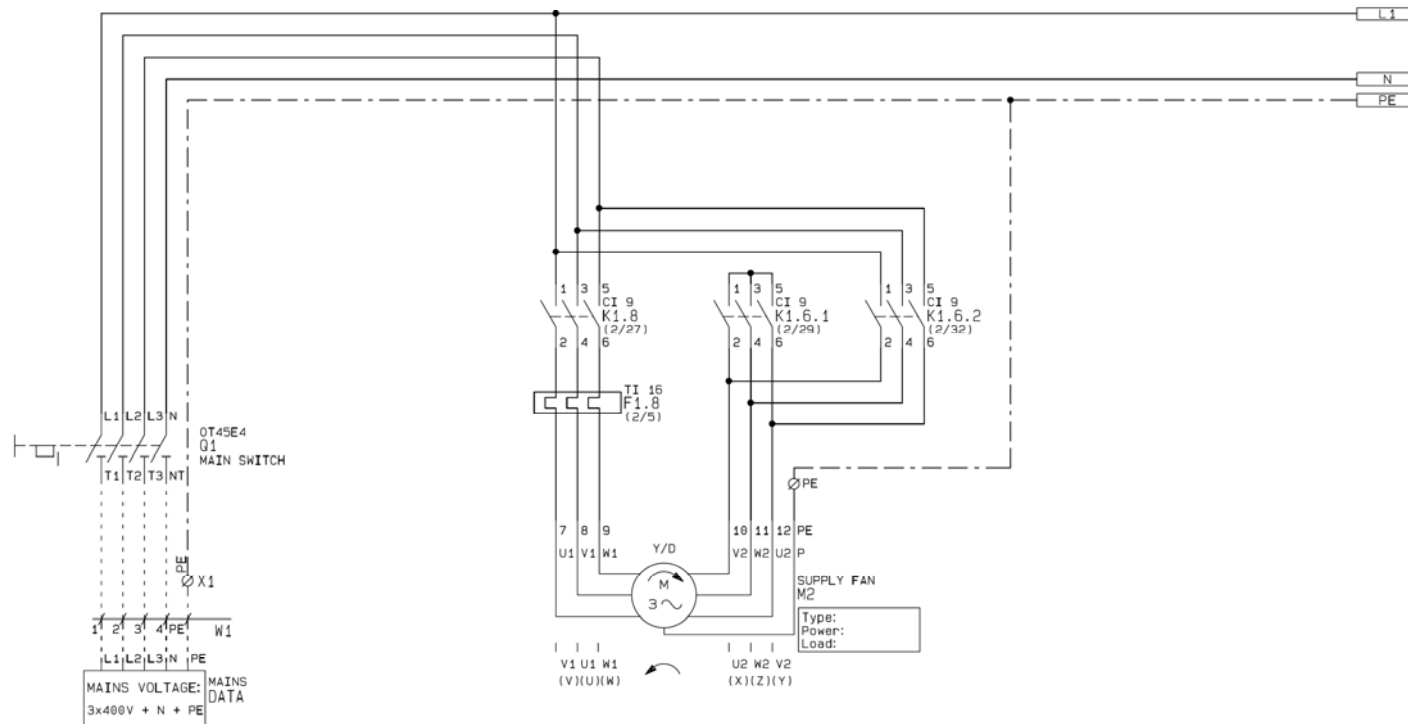 L1
N
PE
1 3 5
CI 9
K1.8
(2/27)
2 4 6
1 3 5
CI 9
K1.6.1
(2/29)
2 4 6
1 3 5
CI 9
K1.6.2
(2/32)
2 4 6
TI 16
F1.8
(2/5)
L1 L2 L3 N
OT45E4
Q1
MAIN SWITCH
T1 T2 T3 NT
PE
7 8 9
10 11 12 PE
U1 V1 W1
Y/D
V2 W2 U2 P
M
3
SUPPLY FAN
M2
Type:
Power:
Load:
PE
X1
1 2 3 4 PE
W1
L1 L2 L3 N PE
V1 U1 W1
(V)(U)(W)
U2 W2 V2
(X)(Z)(Y)
MAINS VOLTAGE:
3x400V + N + PE
MAINS
DATA